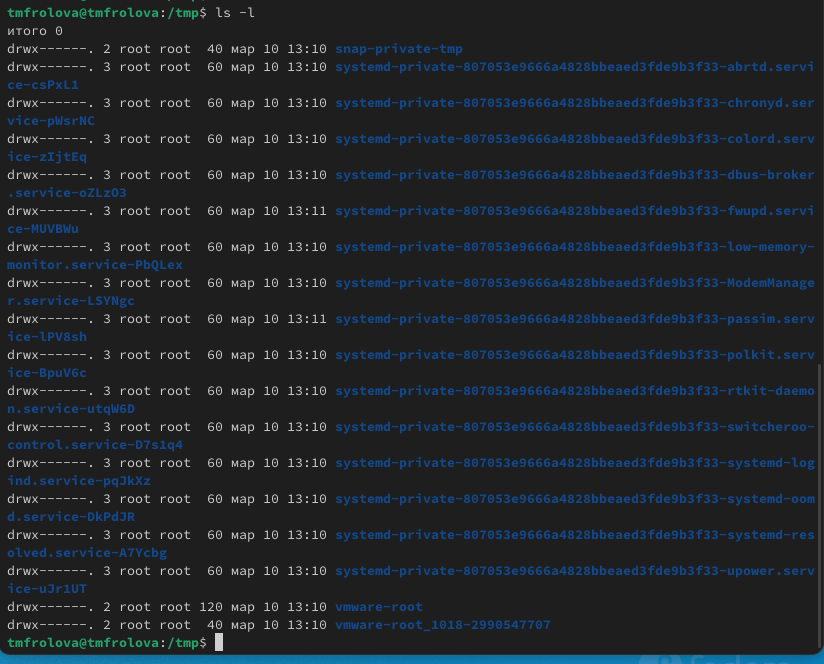 tmfrolova@tmfrolova:/tmp$ ls -l
итого 0
drwx------. 2 root root  40 мар 10 13:10 snap-private-tmp
drwx------. 3 root root  60 мар 10 13:10 systemd-private-807053e9666a4828bbeaed3fde9b3f33-abrtd.servi
ce-csPxL1
drwx------. 3 root root  60 мар 10 13:10 systemd-private-807053e9666a4828bbeaed3fde9b3f33-chronyd.ser
vice-pWsrNC
drwx------. 3 root root  60 мар 10 13:10 systemd-private-807053e9666a4828bbeaed3fde9b3f33-colord.serv
ice-zIjtEq
drwx------. 3 root root  60 мар 10 13:10 systemd-private-807053e9666a4828bbeaed3fde9b3f33-dbus-broker
.service-oZLzO3
drwx------. 3 root root  60 мар 10 13:11 systemd-private-807053e9666a4828bbeaed3fde9b3f33-fwupd.servi
ce-MUVBWu
drwx------. 3 root root  60 мар 10 13:10 systemd-private-807053e9666a4828bbeaed3fde9b3f33-low-memory-
monitor.service-PbQLex
drwx------. 3 root root  60 мар 10 13:10 systemd-private-807053e9666a4828bbeaed3fde9b3f33-ModemManage
r.service-LSYNgc
drwx------. 3 root root  60 мар 10 13:11 systemd-private-807053e9666a4828bbeaed3fde9b3f33-passim.serv
ice-lPV8sh
drwx------. 3 root root  60 мар 10 13:10 systemd-private-807053e9666a4828bbeaed3fde9b3f33-polkit.serv
ice-BpuV6c
drwx------. 3 root root  60 мар 10 13:10 systemd-private-807053e9666a4828bbeaed3fde9b3f33-rtkit-daemo
n.service-utqW6D
drwx------. 3 root root  60 мар 10 13:10 systemd-private-807053e9666a4828bbeaed3fde9b3f33-switcheroo-
control.service-D7s1q4
drwx------. 3 root root  60 мар 10 13:10 systemd-private-807053e9666a4828bbeaed3fde9b3f33-systemd-log
ind.service-pqJkXz
drwx------. 3 root root  60 мар 10 13:10 systemd-private-807053e9666a4828bbeaed3fde9b3f33-systemd-oom
d.service-DkPdJR
drwx------. 3 root root  60 мар 10 13:10 systemd-private-807053e9666a4828bbeaed3fde9b3f33-systemd-res
olved.service-A7Ycbg
drwx------. 3 root root  60 мар 10 13:10 systemd-private-807053e9666a4828bbeaed3fde9b3f33-upower.serv
ice-uJr1UT
drwx------. 2 root root 120 мар 10 13:10 vmware-root
drwx------. 2 root root  40 мар 10 13:10 vmware-root_1018-2990547707
tmfrolova@tmfrolova:/tmp$